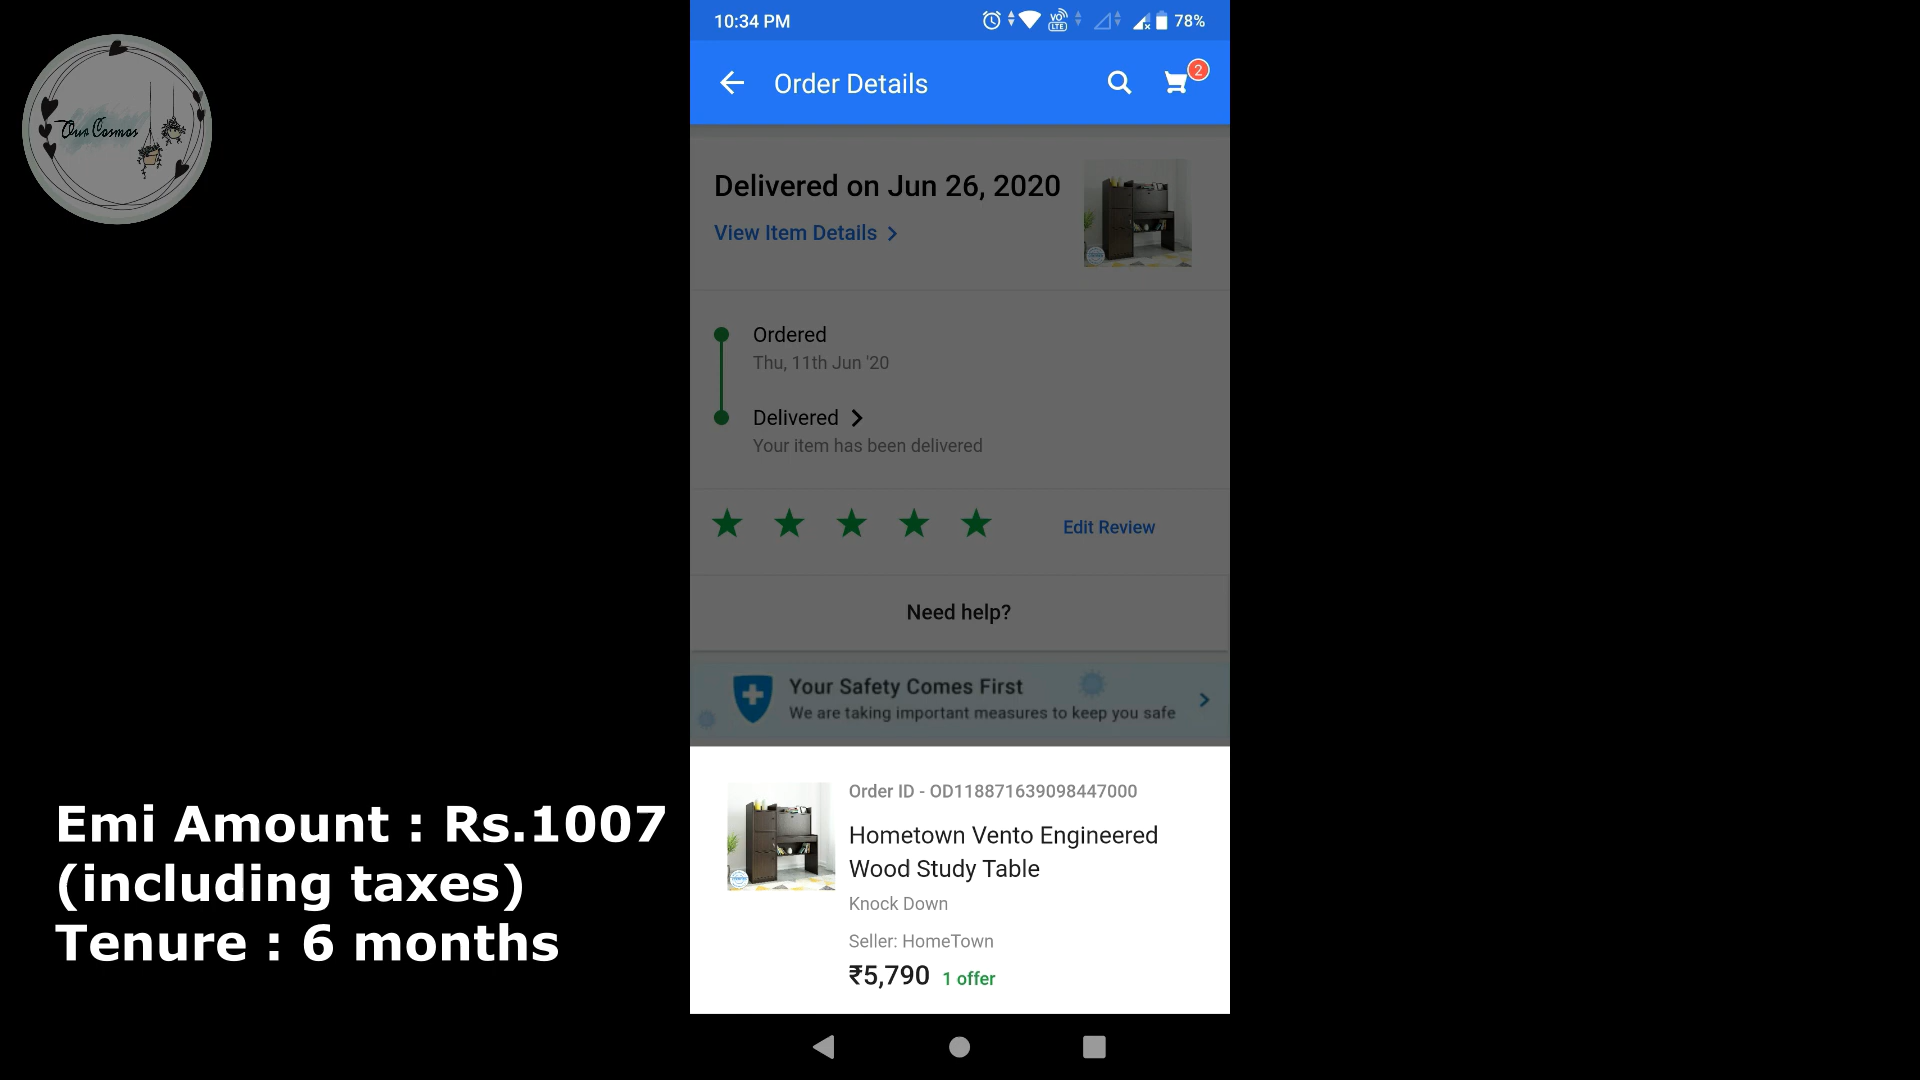 10:34 PM
VO
LTE
78%
Order Details
2
Our Cosmos
Delivered on Jun 26, 2020
View Item Details
Ordered
Thu, 11th Jun '20
Delivered
Your item has been delivered
Edit Review
Need help?
Your Safety Comes First
We are taking important measures to keep you safe
Order ID - OD118871639098447000
Hometown Vento Engineered
Wood Study Table
Knock Down
Seller: HomeTown
₹5,790 1 offer
Emi Amount : Rs.1007
(including taxes)
Tenure : 6 months